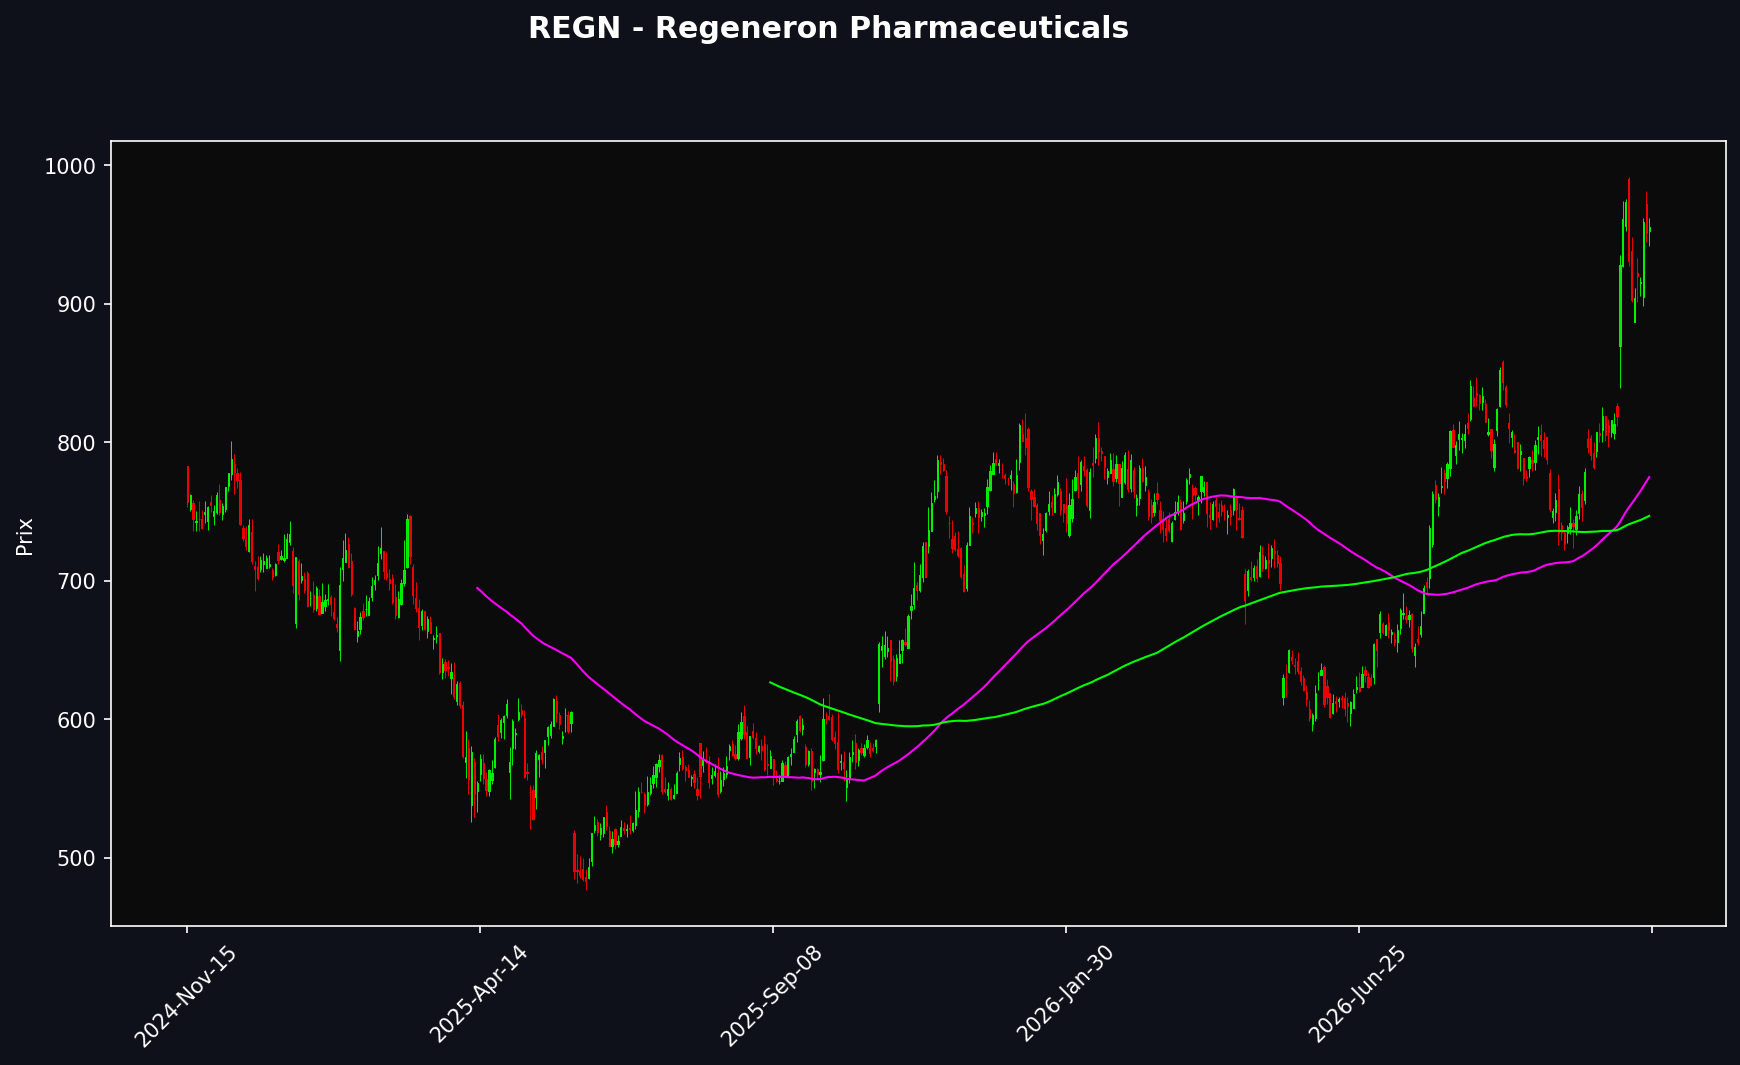 REGN - Regeneron Pharmaceuticals
1000
900
800
700
600
500
Prix
2024-Nov-15
2025-Apr-14
2025-Sep-08
2026-Jan-30
2026-Jun-25